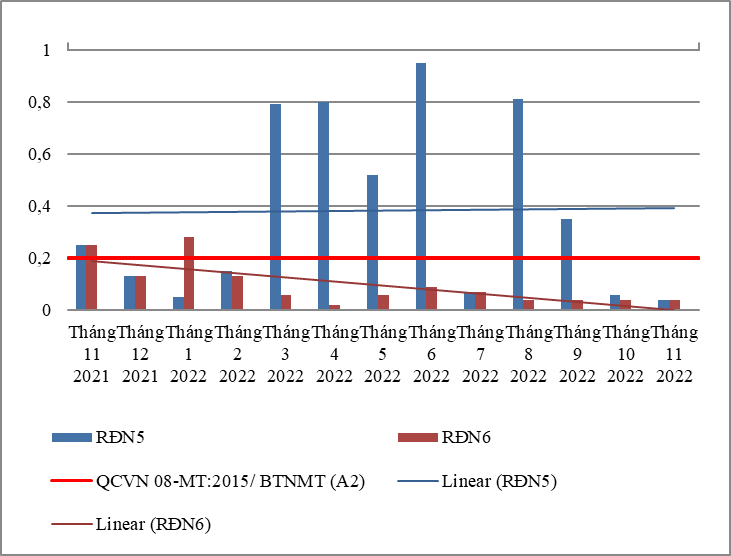 1
0,8
0,6
0,4
0,2
0
Tháng Tháng Tháng Tháng Tháng Tháng Tháng Tháng Tháng Tháng Tháng Tháng Tháng
11 12 1 2 3 4 5 6 7 8 9 10 11
2021 2021 2022 2022 2022 2022 2022 2022 2022 2022 2022 2022 2022
RĐN5 RĐN6
QCVN 08-MT:2015/ BTNMT (A2) Linear (RĐN5)
Linear (RĐN6)